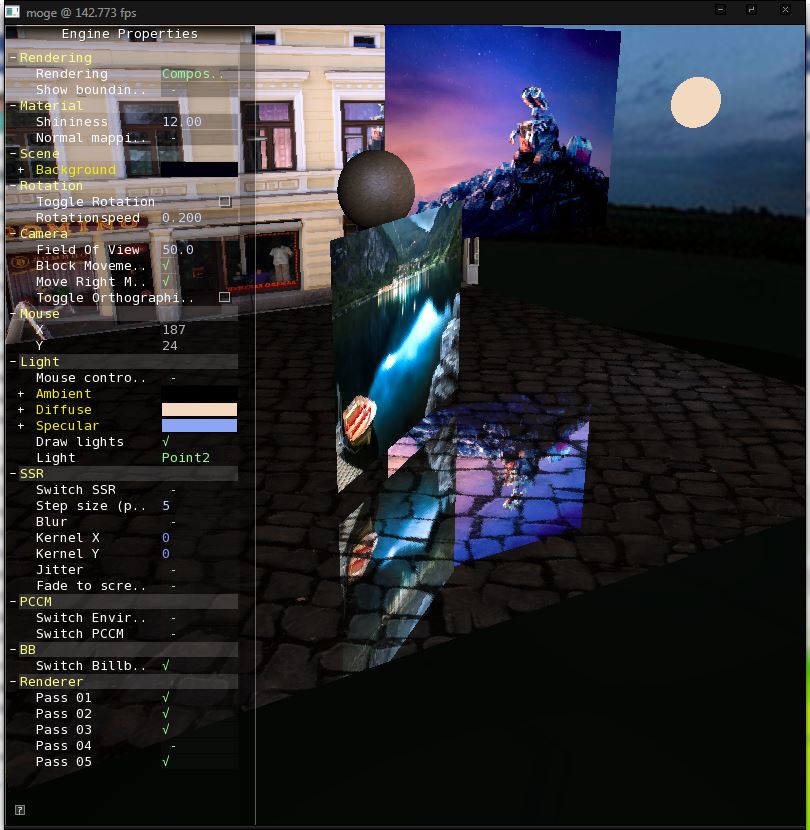 moge @ 142.773 fps
Engine Properties
Rendering
Rendering Compos..
Show boundin.. -
Material
Shininess 12.00
Normal mappi.. -
Scene
+ Background
Rotation
Toggle Rotation
Rotationspeed 0.200
Camera
Field Of View 50.0
Block Moveme.. √
Move Right M.. √
Toggle Orthographi..
Mouse
X 187
Y 24
Light
Mouse contro.. -
+ Ambient
+ Diffuse
+ Specular
Draw lights √
Light Point2
SSR
Switch SSR -
Step size (p.. 5
Blur -
Kernel X 0
Kernel Y 0
Jitter -
Fade to scre.. -
PCCM
Switch Envir.. -
Switch PCCM -
BB
Switch Billb.. √
Renderer
Pass 01 √
Pass 02 √
Pass 03 √
Pass 04 -
Pass 05 √
?